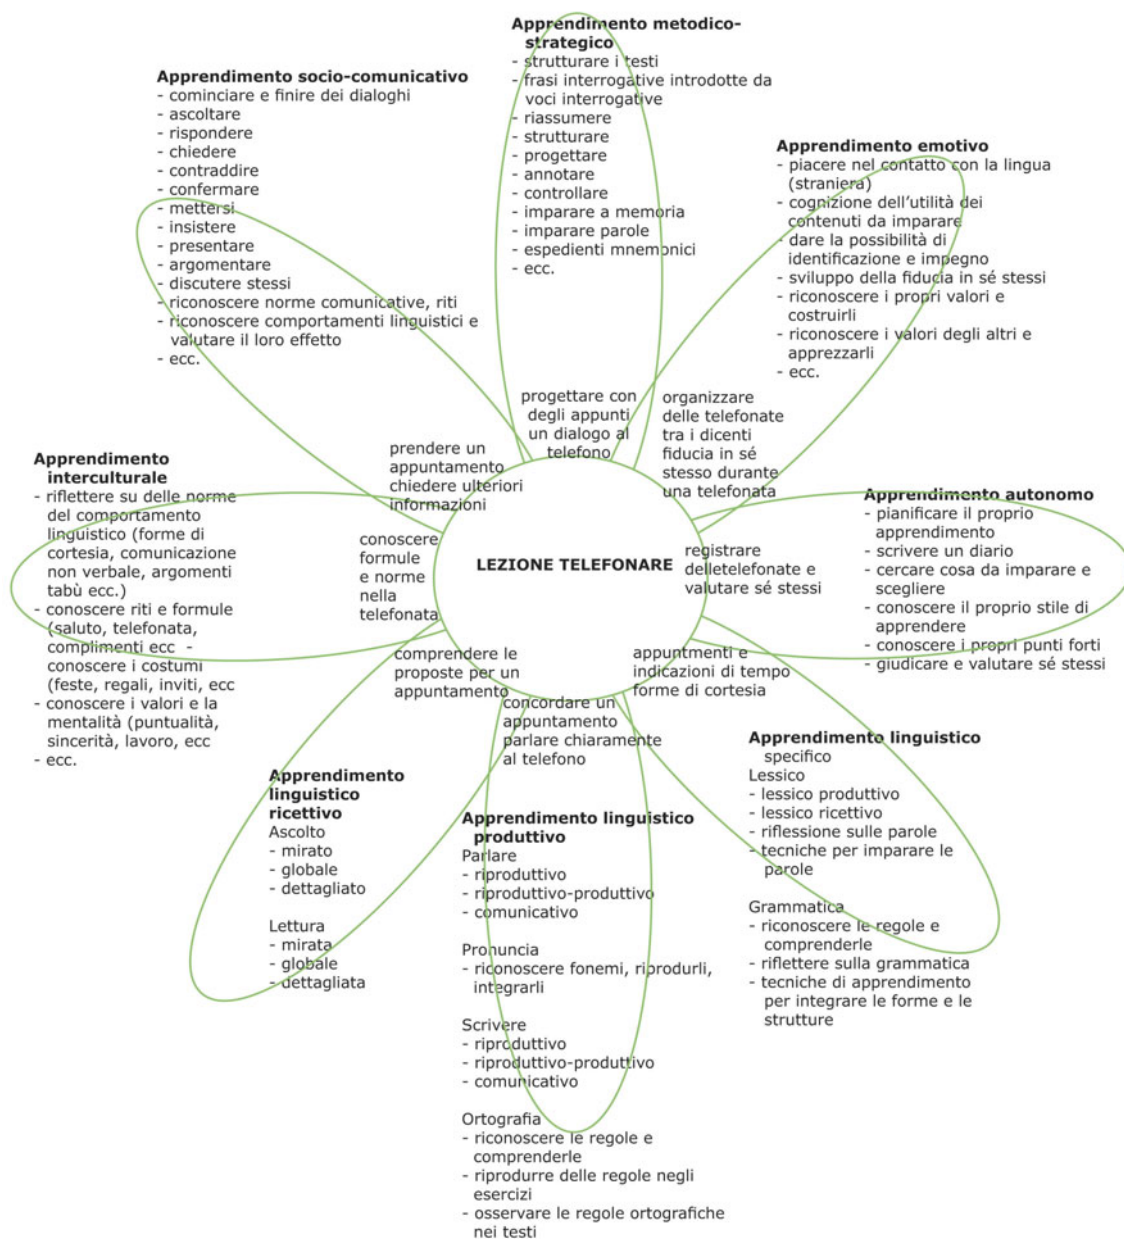 Apprendimento metodico-
strategico
- strutturare i testi
- frasi interrogative introdotte da
voci interrogative
- riassumere
- strutturare
- progettare
- annotare
- controllare
- imparare a memoria
- imparare parole
- espedienti mnemonici
- ecc.
Apprendimento socio-comunicativo
- cominciare e finire dei dialoghi
- ascoltare
- rispondere
- chiedere
- contraddire
- confermare
- mettersi
- insistere
- presentare
- argomentare
- discutere stessi
- riconoscere norme comunicative, riti
- riconoscere comportamenti linguistici e
valutare il loro effetto
- ecc.
Apprendimento emotivo
- piacere nel contatto con la lingua
(straniera)
- cognizione dell'utilità dei
contenuti da imparare
- dare la possibilità di
identificazione e impegno
- sviluppo della fiducia in sé stessi
- riconoscere i propri valori e
costruirli
- riconoscere i valori degli altri e
apprezzarli
- ecc.
progettare con
degli appunti
un dialogo al
telefono
organizzare
delle telefonate
tra i dicenti
fiducia in sé
stesso durante
una telefonata
prendere un
appuntamento
chiedere ulteriori
informazioni
Apprendimento
interculturale
- riflettere su delle norme
del comportamento
linguistico (forme di
cortesia, comunicazione
non verbale, argomenti
tabù ecc.)
- conoscere riti e formule
(saluto, telefonata,
complimenti ecc -
conoscere i costumi
(feste, regali, inviti, ecc
- conoscere i valori e la
mentalità (puntualità,
sincerità, lavoro, ecc
- ecc.
conoscere
formule
e norme
nella
telefonata
LEZIONE TELEFONARE
registrare
delletelefonate e
valutare sé stessi
Apprendimento autonomo
- pianificare il proprio
apprendimento
- scrivere un diario
- cercare cosa da imparare e
scegliere
- conoscere il proprio stile di
apprendere
- conoscere i propri punti forti
- giudicare e valutare sé stessi
comprendere le
proposte per un
appuntamento
concordare un
appuntamento
parlare chiaramente
al telefono
appuntmenti e
indicazioni di tempo
forme di cortesia
Apprendimento
linguistico
ricettivo
Ascolto
- mirato
- globale
- dettagliato
Lettura
- mirata
- globale
- dettagliata
Apprendimento linguistico
produttivo
Parlare
- riproduttivo
- riproduttivo-produttivo
- comunicativo
Pronuncia
- riconoscere fonemi, riprodurli,
integrarli
Scrivere
- riproduttivo
- riproduttivo-produttivo
- comunicativo
Ortografia
- riconoscere le regole e
comprenderle
- riprodurre delle regole negli
esercizi
- osservare le regole ortografiche
nei testi
Apprendimento linguistico
specifico
Lessico
- lessico produttivo
- lessico ricettivo
- riflessione sulle parole
- tecniche per imparare le
parole
Grammatica
- riconoscere le regole e
comprenderle
- riflettere sulla grammatica
- tecniche di apprendimento
per integrare le forme e le
strutture